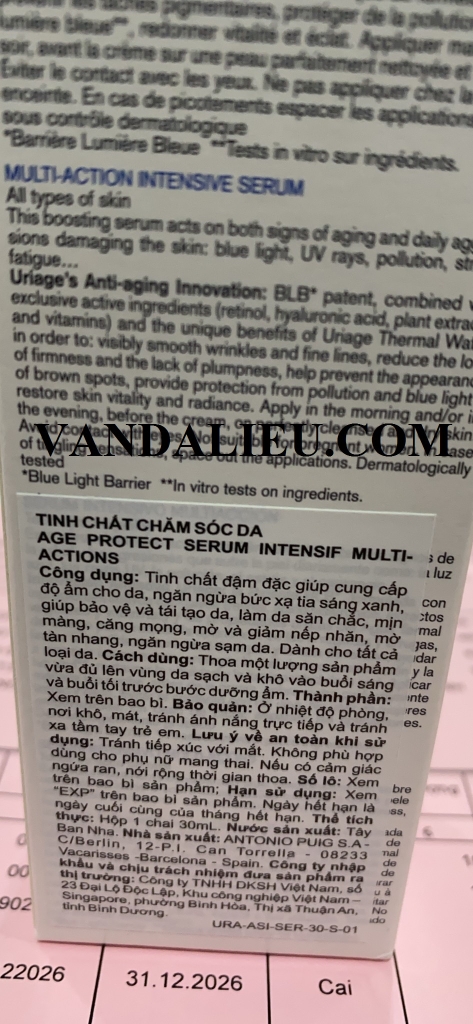 les taches pigmentaires, protéger de la pollution
lumière bleue**, redonner vitalité et éclat. Appliquer
soir, avant la crème sur une peau parfaitement nettoyée et
Éviter le contact avec les yeux. Ne pas appliquer chez
enceinte. En cas de picotements espacer les applications
sous contrôle dermatologique
*Barrière Lumière Bleue **Tests in vitro sur ingrédients.
MULTI-ACTION INTENSIVE SERUM
All types of skin
This boosting serum acts on both signs of aging and daily
sions damaging the skin: blue light, UV rays, pollution,
fatigue...
Uriage's Anti-aging Innovation: BLB* patent, combined
exclusive active ingredients (retinol, hyaluronic acid, plant
and vitamins) and the unique benefits of Uriage Thermal
in order to: visibly smooth wrinkles and fine lines, reduce the
of firmness and the lack of plumpness, help prevent the
of brown spots, provide protection from pollution and blue light
restore skin vitality and radiance. Apply in the morning and/or
the evening, before the cream, on perfectly cleansed skin
VANDALIEU.COM
of tingling sensations, space out the applications. Dermatologically
tested
*Blue Light Barrier **In vitro tests on ingredients.
TINH CHẤT CHĂM SÓC DA
AGE PROTECT SERUM INTENSIF MULTI-
ACTIONS
Công dụng: Tinh chất đậm đặc giúp cung cấp
độ ẩm cho da, ngăn ngừa bức xạ tia sáng xanh,
giúp bảo vệ và tái tạo da, làm da săn chắc, mịn
màng, căng mọng, mờ và giảm nếp nhăn, mờ
tàn nhang, ngăn ngừa sạm da. Dành cho tất cả
loại da. Cách dùng: Thoa một lượng sản phẩm
vừa đủ lên vùng da sạch và khô vào buổi sáng
và buổi tối trước bước dưỡng ẩm. Thành phần:
Xem trên bao bì. Bảo quản: Ở nhiệt độ phòng,
nơi khô, mát, tránh ánh nắng trực tiếp và tránh
xa tầm tay trẻ em. Lưu ý về an toàn khi sử
dụng: Tránh tiếp xúc với mắt. Không phù hợp
dùng cho phụ nữ mang thai. Nếu có cảm giác
ngứa ran, nới rộng thời gian thoa. Số lô: Xem
trên bao bì sản phẩm; Hạn sử dụng: Xem
"EXP" trên bao bì sản phẩm. Ngày hết hạn là
ngày cuối cùng của tháng hết hạn. Thể tích
thực: Hộp 1 chai 30mL. Nước sản xuất: Tây
Ban Nha. Nhà sản xuất: ANTONIO PUIG S.A -
C/Berlin, 12-P.I. Can Torrella - 08233
Vacarisses -Barcelona - Spain. Công ty nhập
khẩu và chịu trách nhiệm đưa sản phẩm ra
thị trường: Công ty TNHH DKSH Việt Nam, số
23 Đại Lộ Độc Lập, Khu công nghiệp Việt Nam –
Singapore, phường Bình Hòa, Thị xã Thuận An,
tỉnh Bình Dương.
URA-ASI-SER-30-S-01
902
22026
31.12.2026
Cai